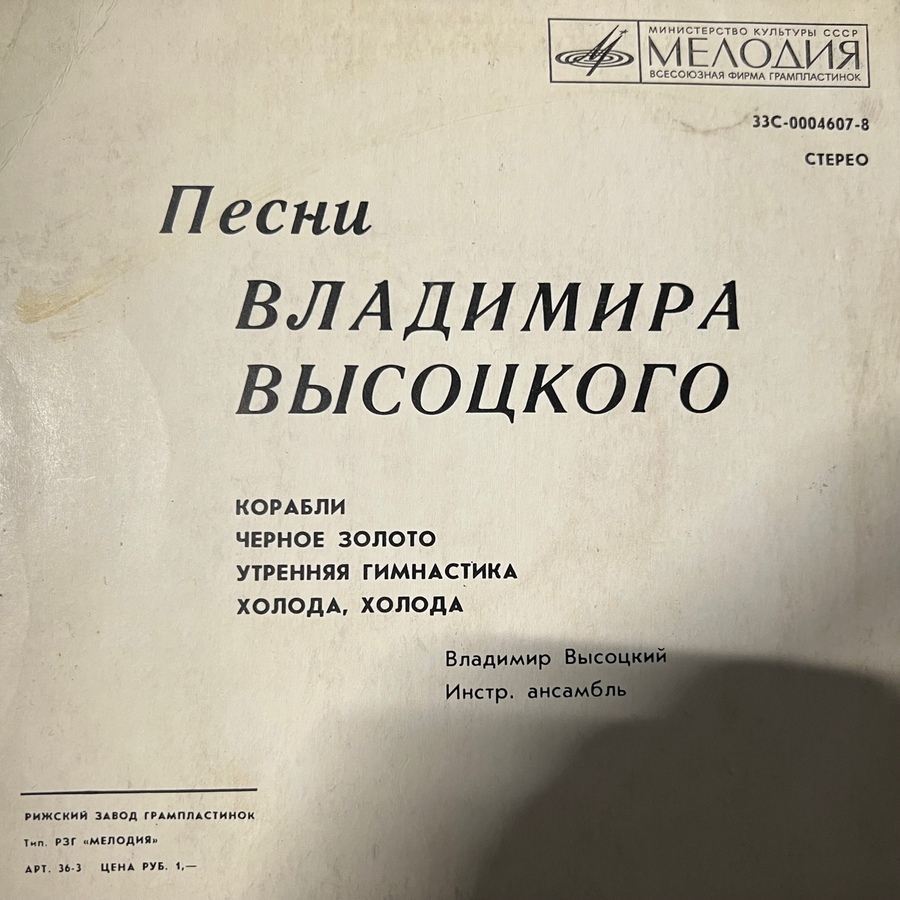 МИНИСТЕРСТВО КУЛЬТУРЫ СССР
МЕЛОДИЯ
ВСЕСОЮЗНАЯ ФИРМА ГРАМПЛАСТИНОК
33С-0004607-8
СТЕРЕО
Песни
ВЛАДИМИРА
ВЫСОЦКОГО
КОРАБЛИ
ЧЕРНОЕ ЗОЛОТО
УТРЕННЯЯ ГИМНАСТИКА
ХОЛОДА, ХОЛОДА
Владимир Высоцкий
Инстр. ансамбль
РИЖСКИЙ ЗАВОД ГРАМПЛАСТИНОК
Тип. РЗГ «МЕЛОДИЯ»
АРТ. 36-3 ЦЕНА РУБ. 1,—